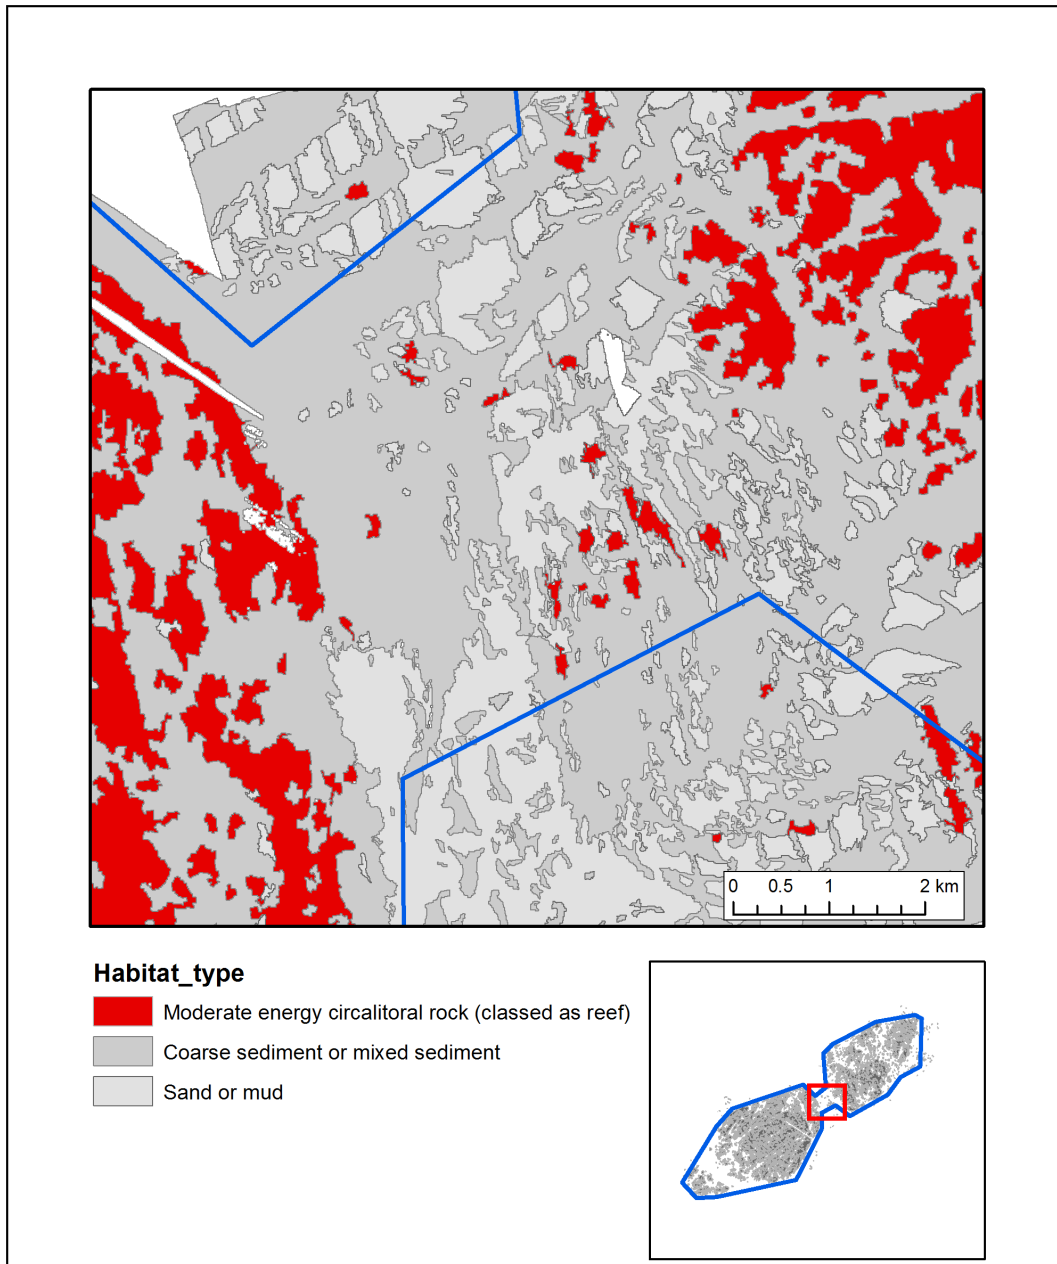 0 0.5 1 2 km
Habitat_type
Moderate energy circalitoral rock (classed as reef)
Coarse sediment or mixed sediment
Sand or mud